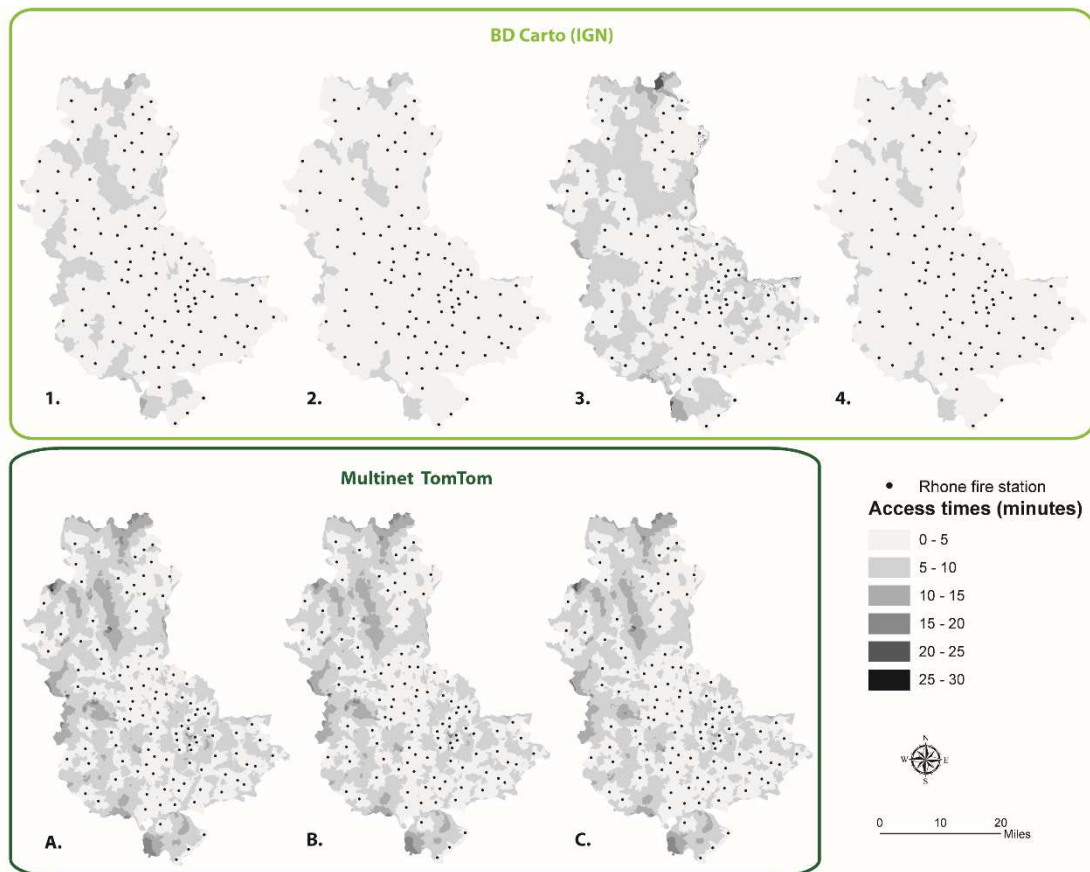 BD Carto (IGN)
1.
2.
3.
4.
Multinet TomTom
A.
B.
C.
Rhone fire station
Access times (minutes)
0 - 5
5 - 10
10 - 15
15 - 20
20 - 25
25 - 30
N
W
E
S
0 10 20
Miles